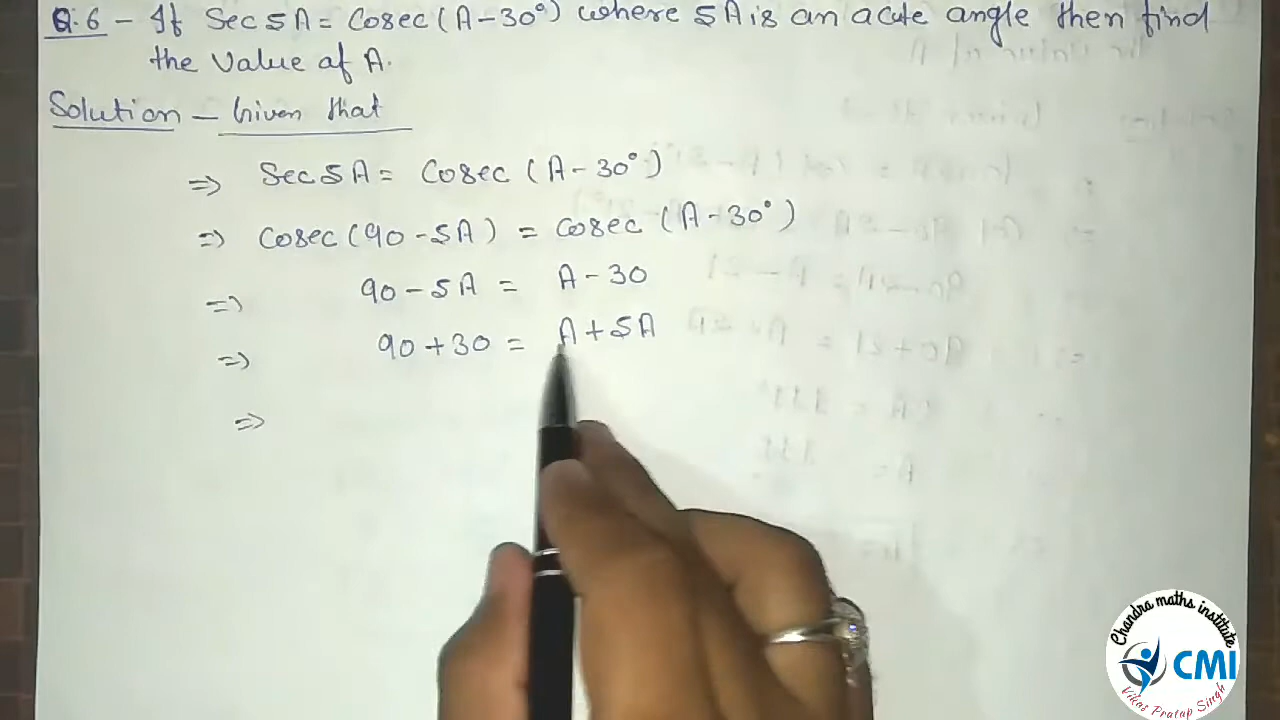 Q.6 - If Sec 5A = Cosec (A - 30°) where 5A is an acute angle then find
the value of A.
Solution - Given that
⇒ Sec 5A = Cosec (A - 30°)
⇒ Cosec (90 - 5A) = Cosec (A - 30°)
⇒ 90 - 5A = A - 30
⇒ 90 + 30 = A + 5A
⇒
Chandra maths institute
CMI
Vikas Pratap Singh